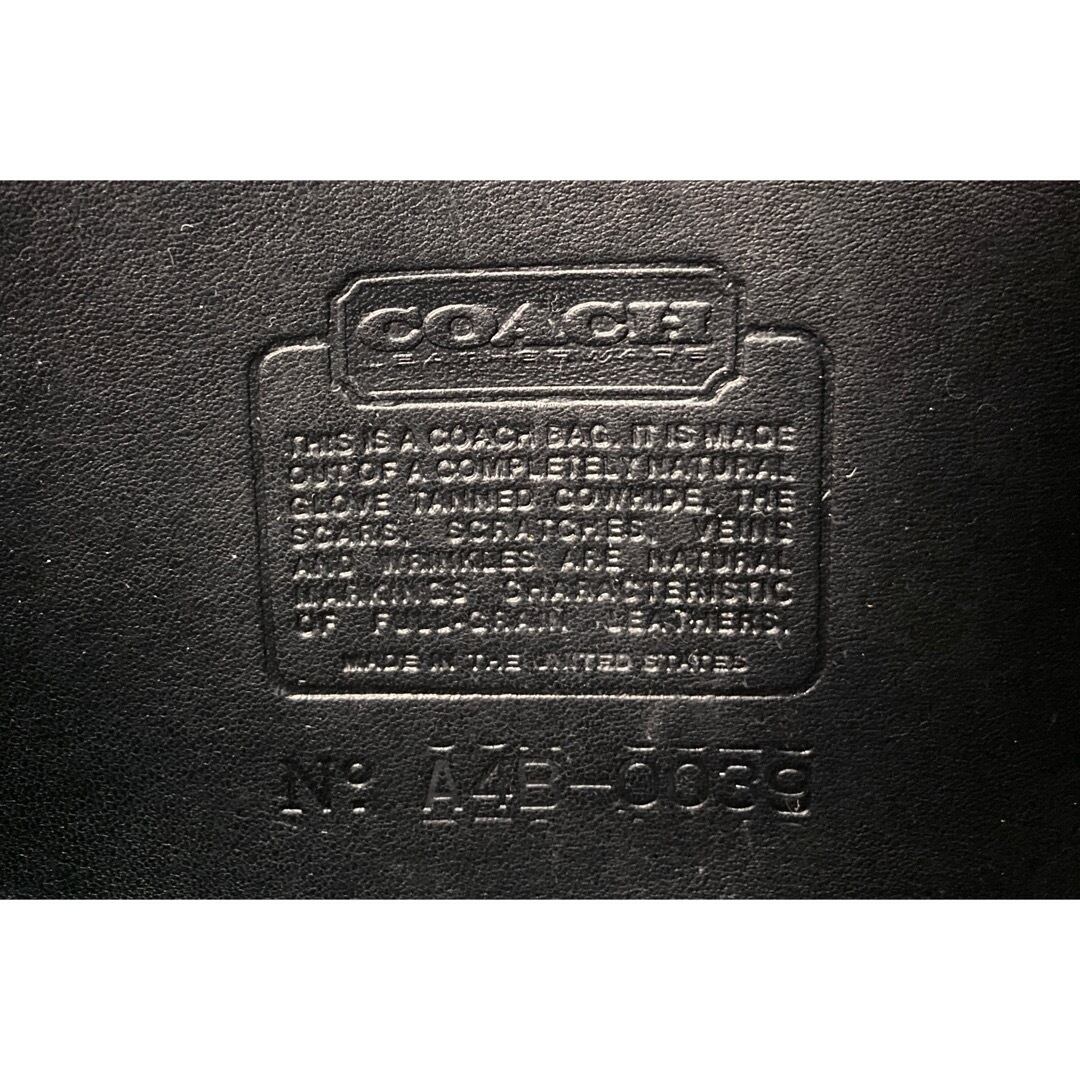 COACH
LEATHERWARE
THIS IS A COACH BAG. IT IS MADE
OUT OF A COMPLETELY NATURAL
GLOVE TANNED COWHIDE. THE
SCARS, SCRATCHES, VEINS
AND WRINKLES ARE NATURAL
MARKINGS CHARACTERISTIC
OF FULL-GRAIN LEATHERS.
MADE IN THE UNITED STATES
Nº A4B-0039